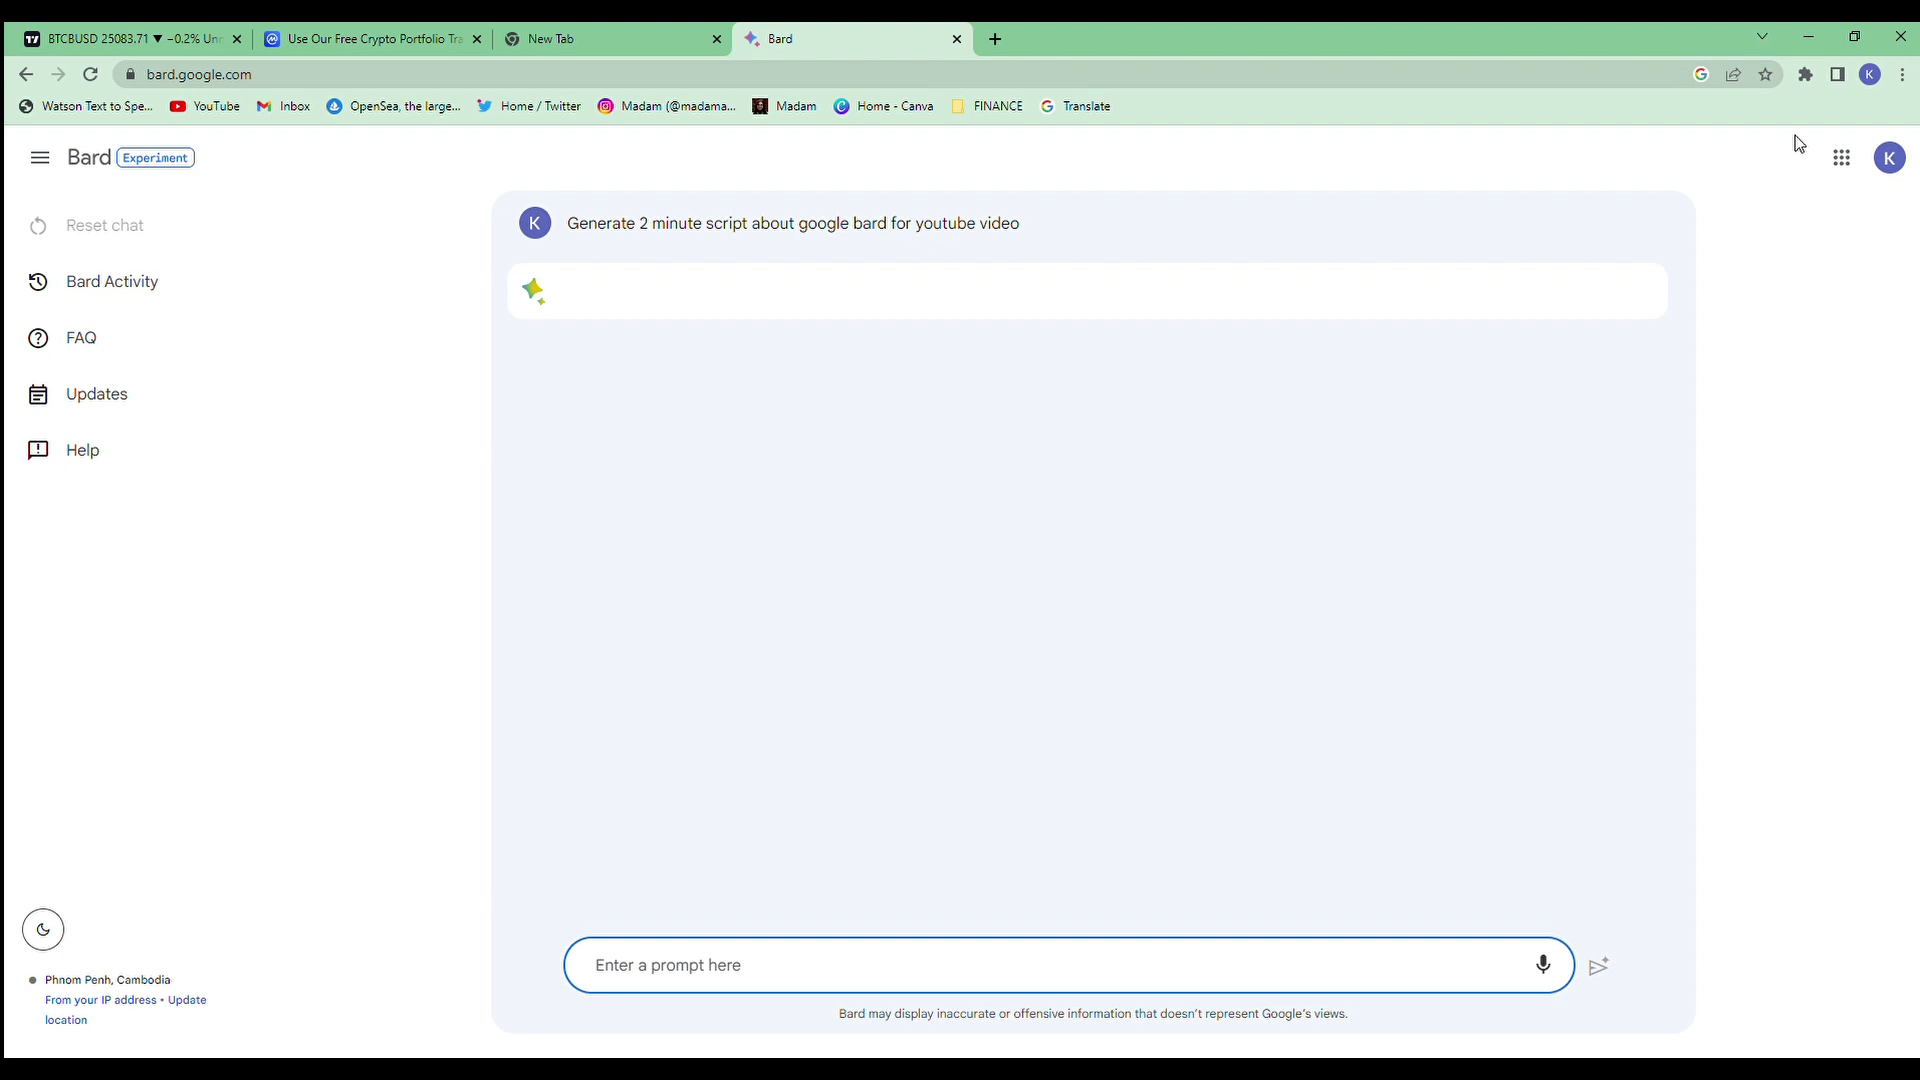 BTCBUSD 25083.71 ▼ −0.2% Unr
Use Our Free Crypto Portfolio Tra
New Tab
Bard
bard.google.com
K
Watson Text to Spe...
YouTube
Inbox
OpenSea, the large...
Home / Twitter
Madam (@madama...
Madam
Home - Canva
FINANCE
Translate
Bard Experiment
K
Reset chat
Bard Activity
FAQ
Updates
Help
K
Generate 2 minute script about google bard for youtube video
Enter a prompt here
Bard may display inaccurate or offensive information that doesn't represent Google's views.
Phnom Penh, Cambodia
From your IP address • Update
location